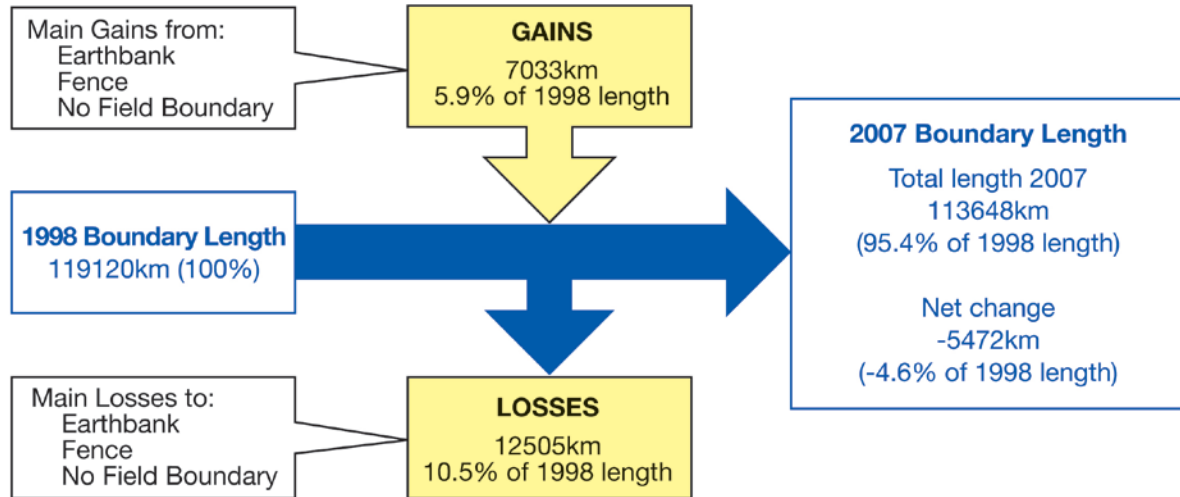 Main Gains from:
Earthbank
Fence
No Field Boundary
GAINS
7033km
5.9% of 1998 length
1998 Boundary Length
119120km (100%)
2007 Boundary Length
Total length 2007
113648km
(95.4% of 1998 length)
Net change
-5472km
(-4.6% of 1998 length)
Main Losses to:
Earthbank
Fence
No Field Boundary
LOSSES
12505km
10.5% of 1998 length